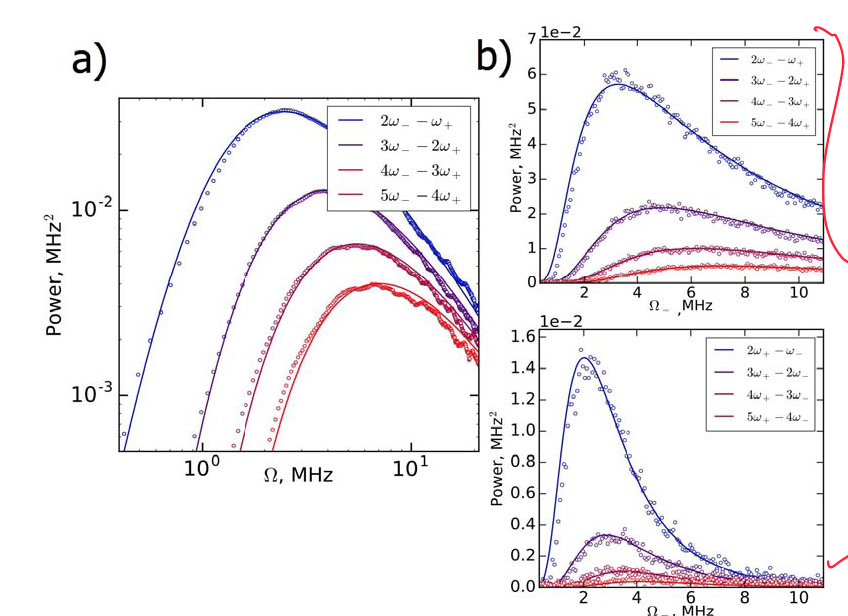 a)
10⁻²
10⁻³
Power, MHz²
10⁰
10¹
Ω, MHz
2ω₋ − ω₊
3ω₋ − 2ω₊
4ω₋ − 3ω₊
5ω₋ − 4ω₊
b)
1e−2
7
6
5
4
3
2
1
0
Power, MHz²
2 4 6 8 10
Ω₋ ,MHz
2ω₋ − ω₊
3ω₋ − 2ω₊
4ω₋ − 3ω₊
5ω₋ − 4ω₊
1e−2
1.6
1.4
1.2
1.0
0.8
0.6
0.4
0.2
0.0
Power, MHz²
2 4 6 8 10
Ω₋, MHz
2ω₊ − ω₋
3ω₊ − 2ω₋
4ω₊ − 3ω₋
5ω₊ − 4ω₋